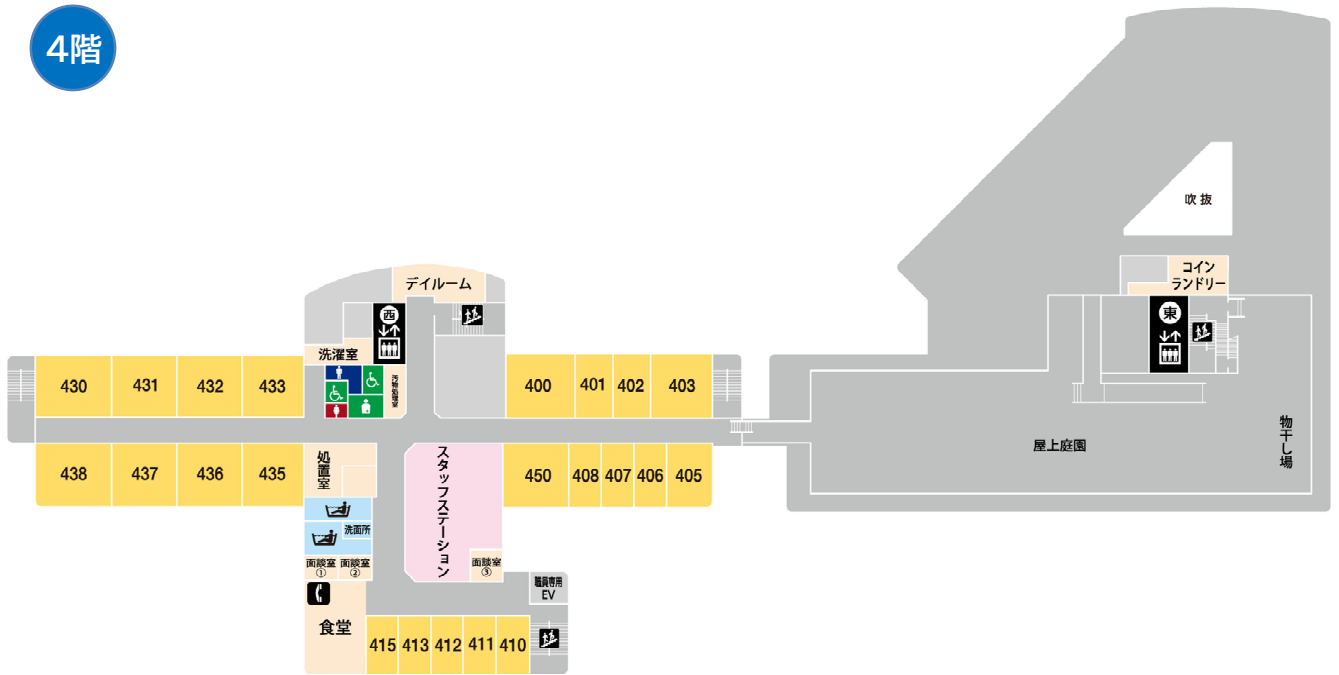 4階
吹抜
コイン
ランドリー
東
デイルーム
西
洗濯室
汚物処理室
430
431
432
433
400
401
402
403
438
437
436
435
処置室
スタッフステーション
450
408
407
406
405
屋上庭園
物干し場
洗面所
面談室
①
面談室
②
面談室
③
職員専用
EV
食堂
415
413
412
411
410